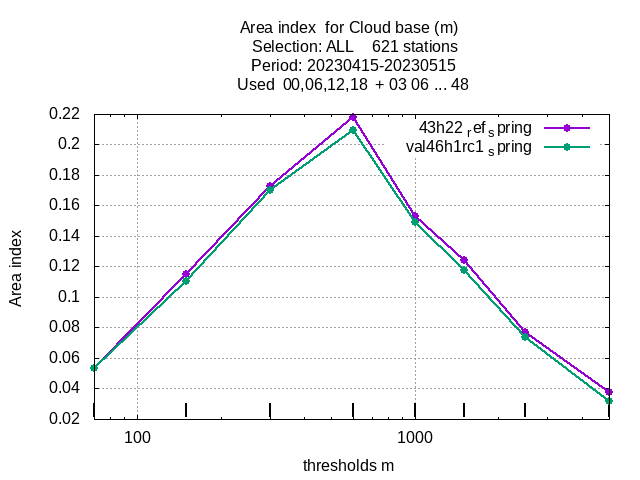 Area index  for Cloud base (m)
Selection: ALL    621 stations
Period: 20230415-20230515
Used  00,06,12,18  + 03 06 ... 48
43h22 ref spring
val46h1rc1 spring
0.22
0.2
0.18
0.16
0.14
0.12
0.1
0.08
0.06
0.04
0.02
Area index
100
1000
thresholds m